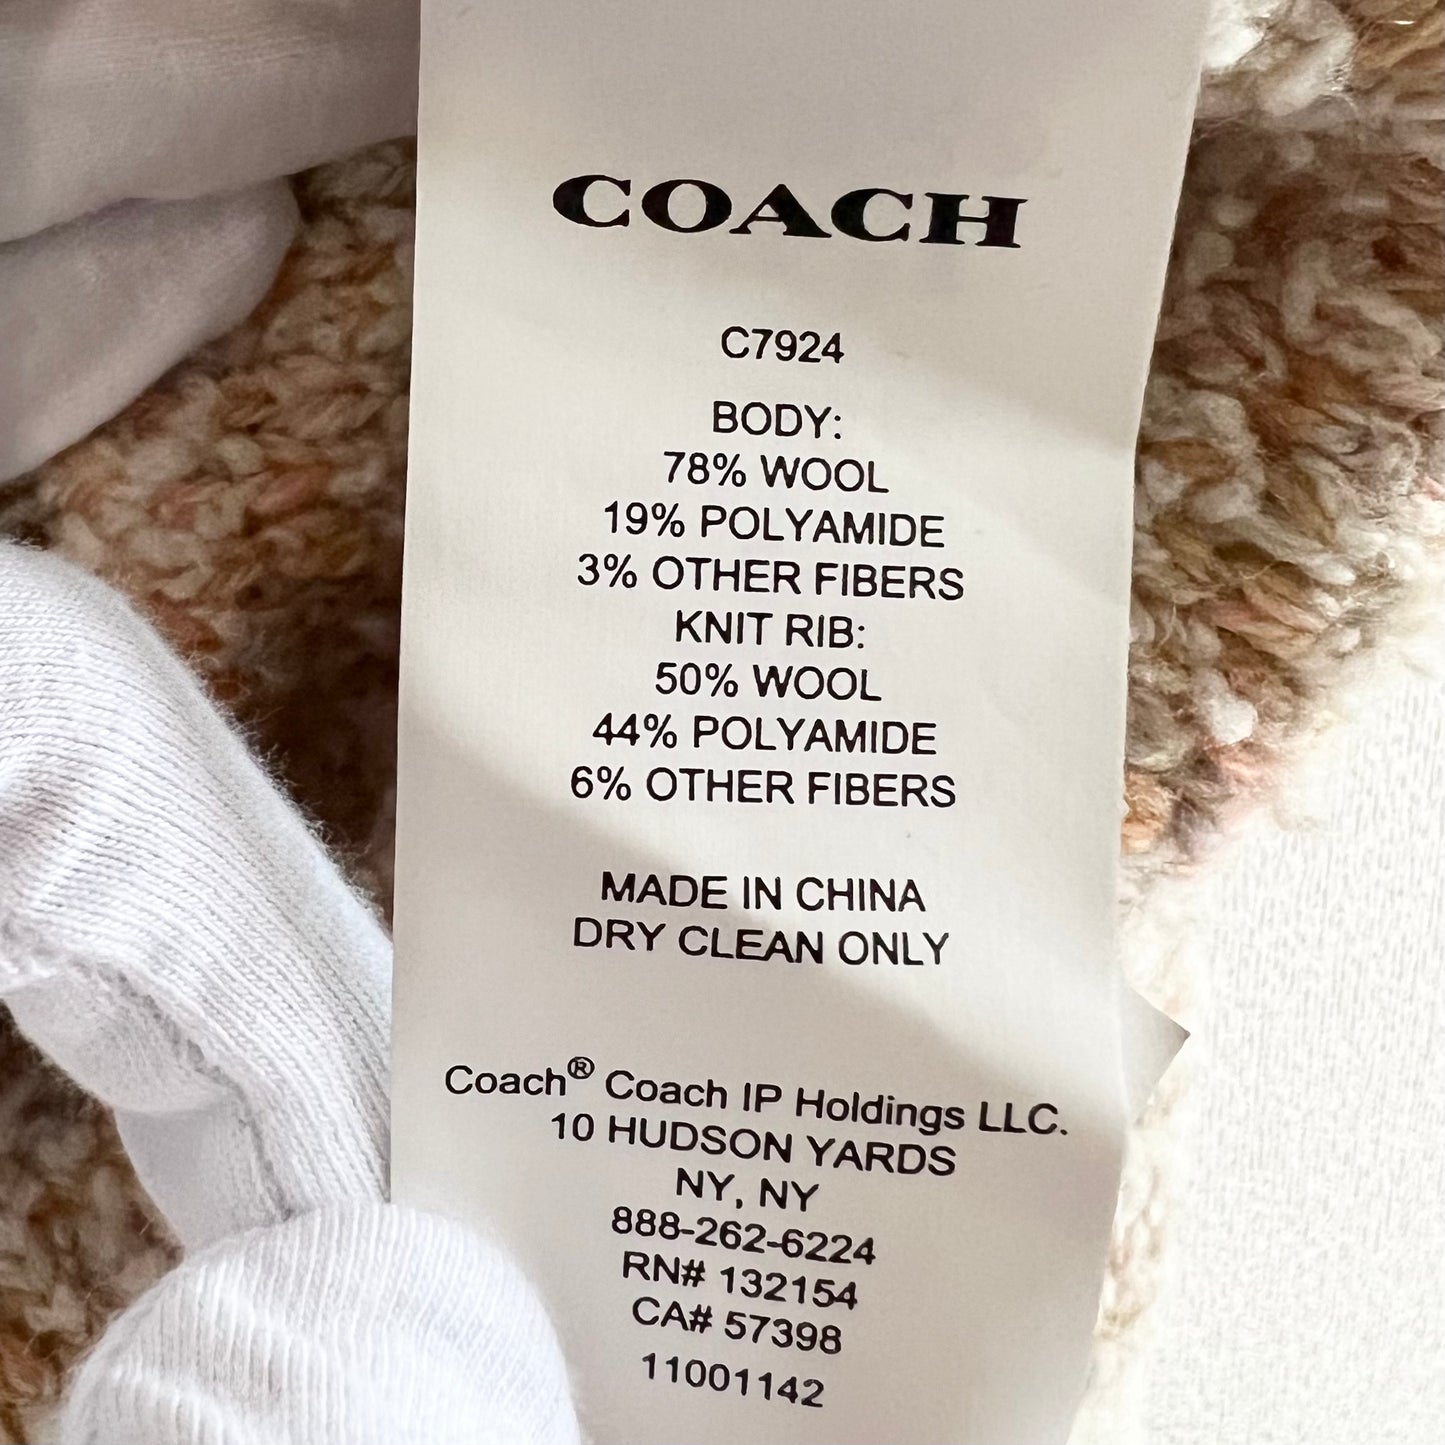 COACH
C7924
BODY:
78% WOOL
19% POLYAMIDE
3% OTHER FIBERS
KNIT RIB:
50% WOOL
44% POLYAMIDE
6% OTHER FIBERS
MADE IN CHINA
DRY CLEAN ONLY
Coach® Coach IP Holdings LLC.
10 HUDSON YARDS
NY, NY
888-262-6224
RN# 132154
CA# 57398
11001142